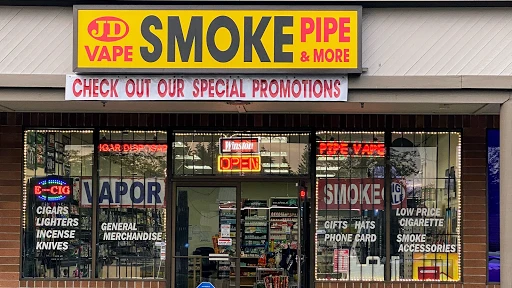 JD
VAPE
SMOKE
PIPE
& MORE
CHECK OUT OUR SPECIAL PROMOTIONS
Winston
OPEN
PIPE VAPE
E-CIG
VAPOR
SMOKE
CIGARS
LIGHTERS
INCENSE
KNIVES
GENERAL
MERCHANDISE
GIFTS HATS
PHONE CARD
LOW PRICE
CIGARETTE
SMOKE
ACCESSORIES